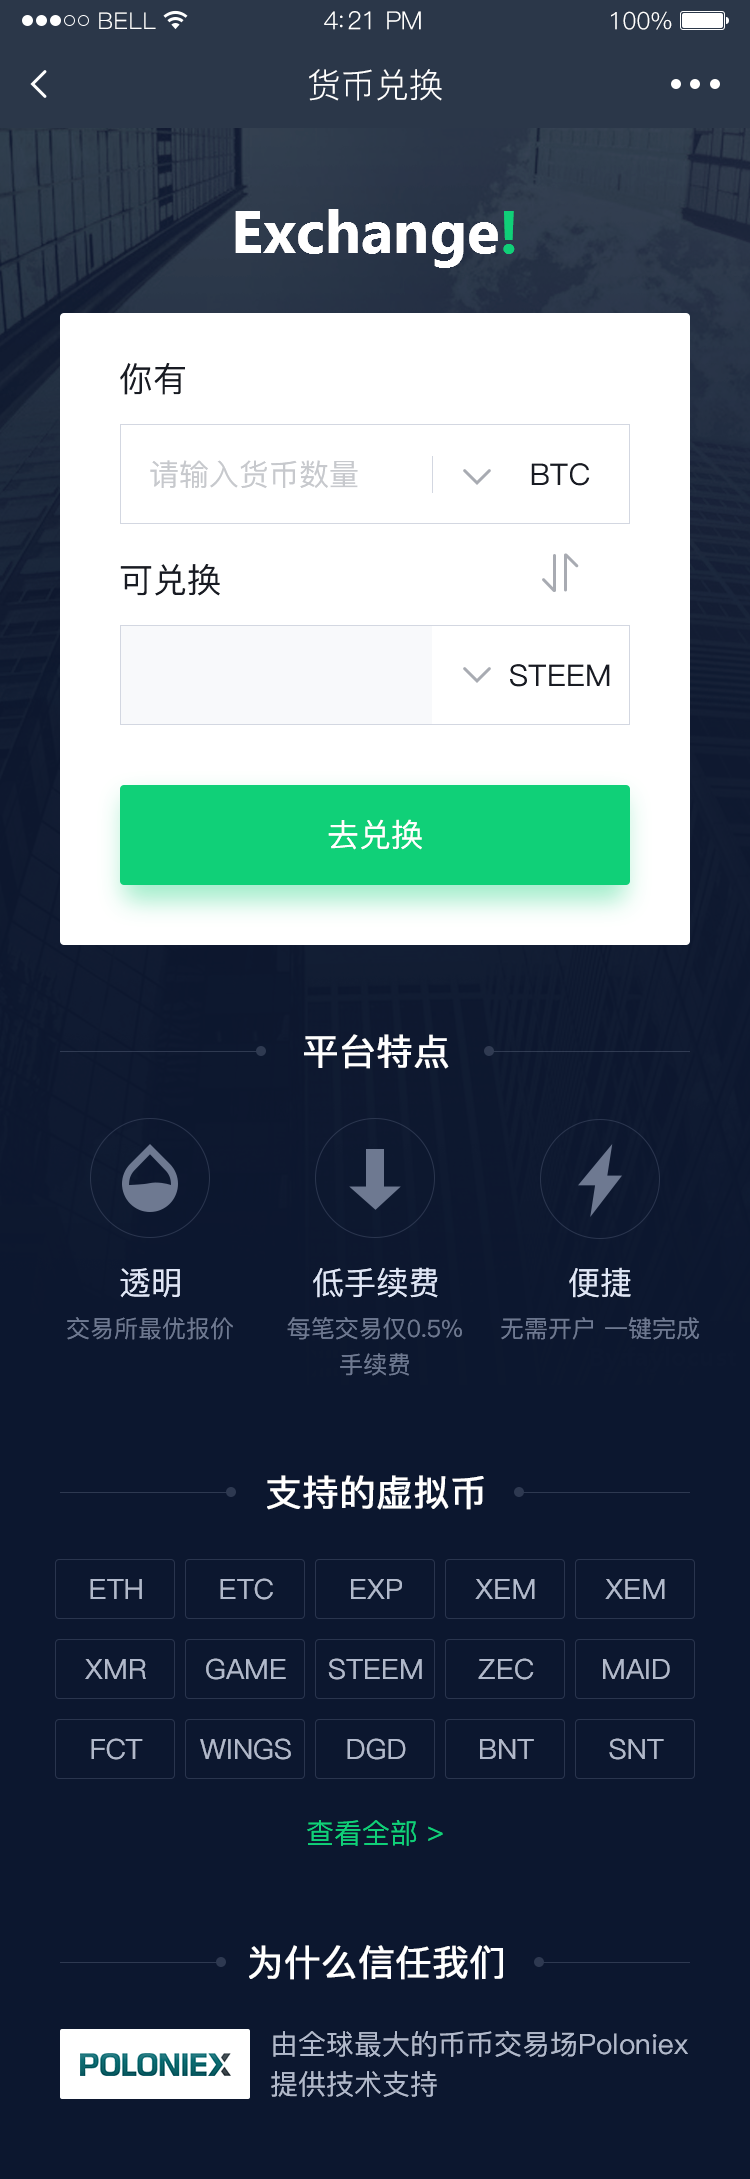 BELL 4:21 PM 100%
货币兑换
Exchange!
你有
请输入货币数量 BTC
可兑换
STEEM
去兑换
平台特点
透明 低手续费 便捷
交易所最优报价 每笔交易仅0.5% 无需开户 一键完成
手续费
支持的虚拟币
ETH ETC EXP XEM XEM
XMR GAME STEEM ZEC MAID
FCT WINGS DGD BNT SNT
查看全部 >
为什么信任我们
POLONIEX 由全球最大的币币交易场Poloniex
提供技术支持